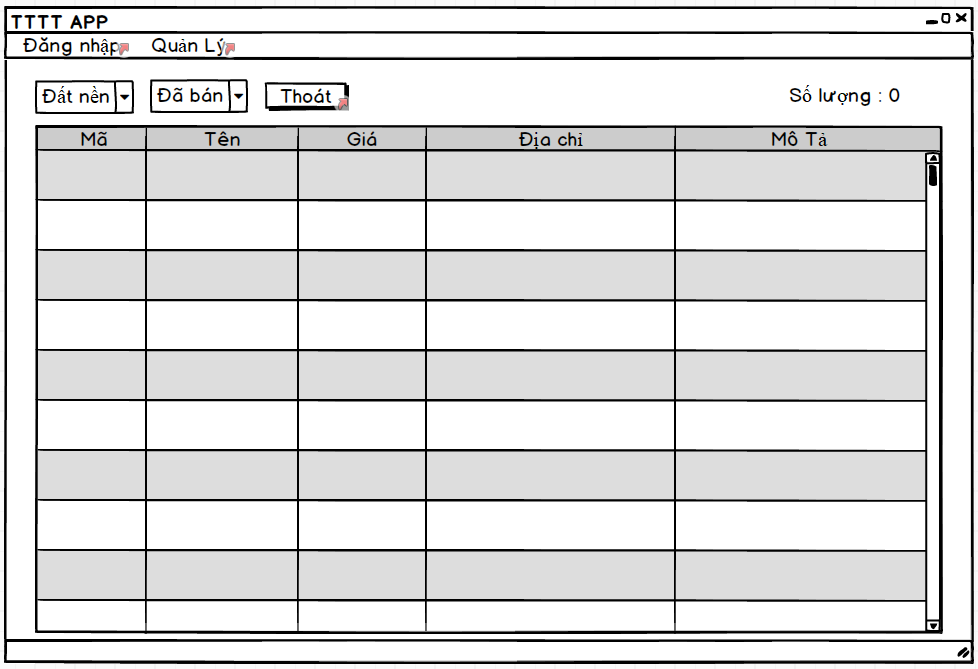 TTTT APP
Đăng nhập Quản Lý
Đất nền Đã bán Thoát Số lượng : 0
Mã Tên Giá Địa chỉ Mô Tả